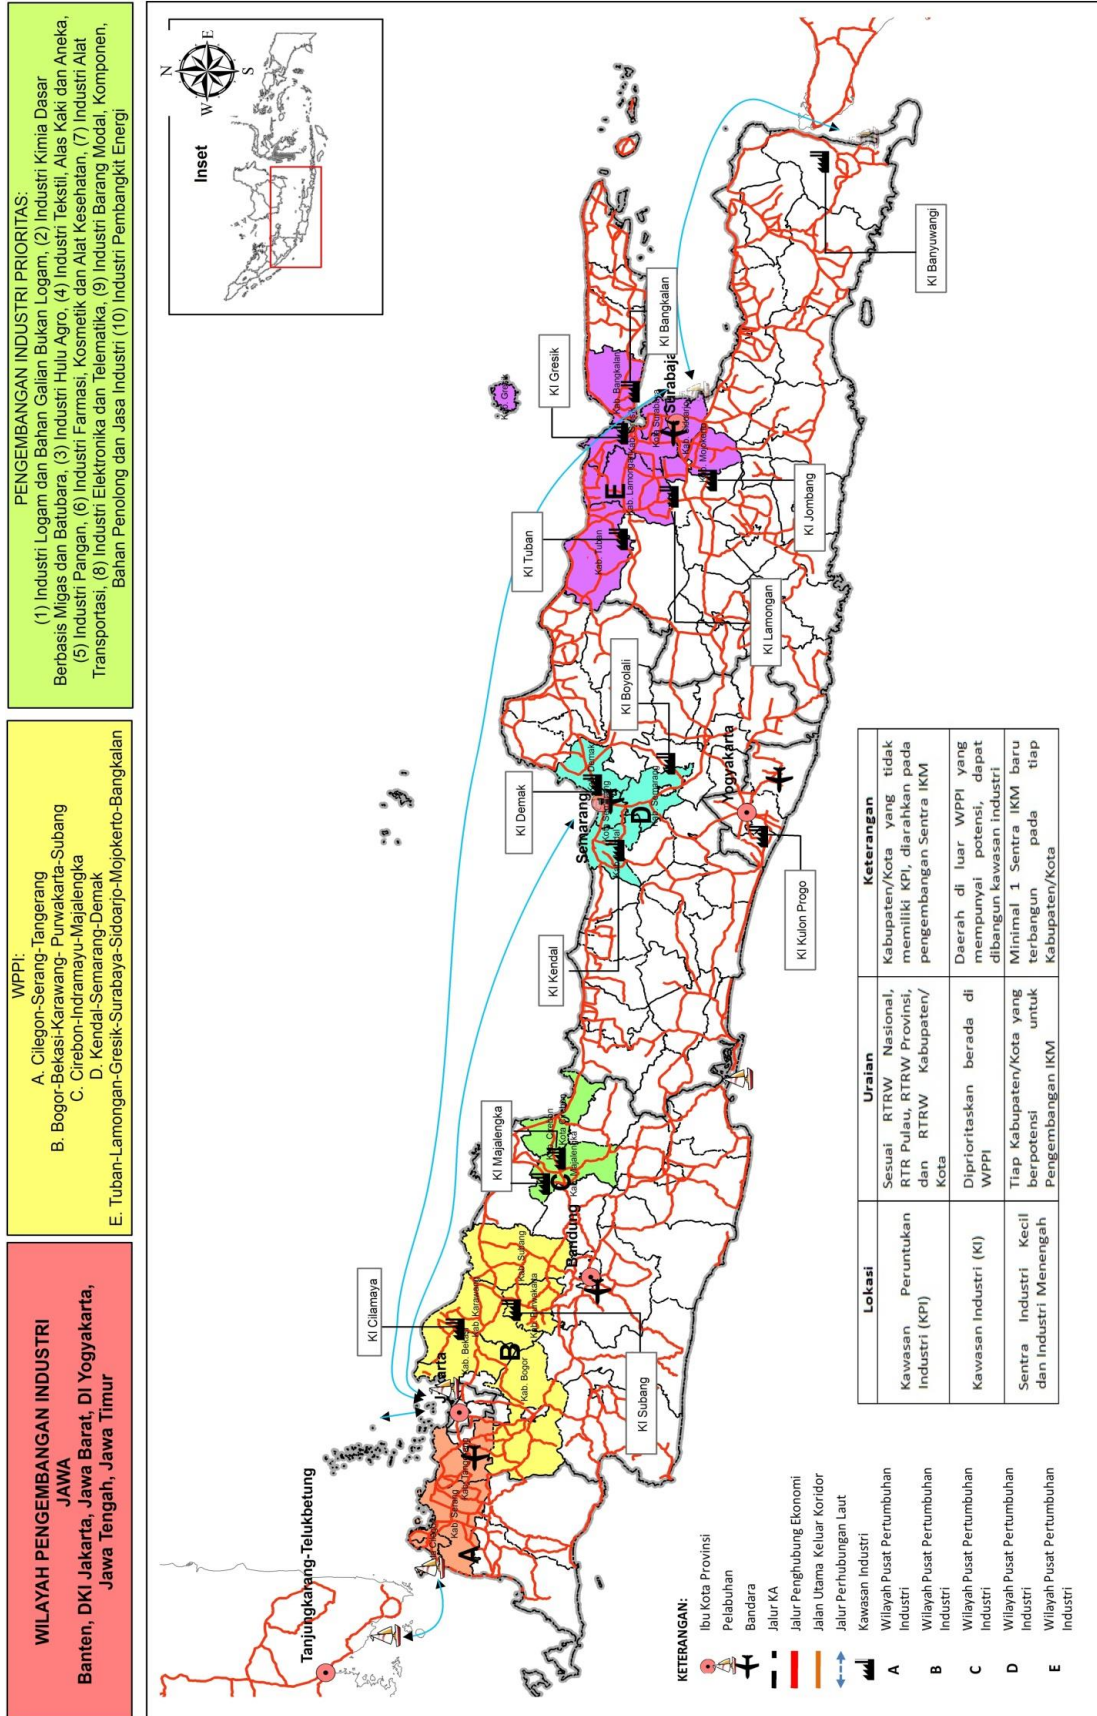 WILAYAH PENGEMBANGAN INDUSTRI
JAWA
Banten, DKI Jakarta, Jawa Barat, DI Yogyakarta,
Jawa Tengah, Jawa Timur
WPPI:
A. Cilegon-Serang-Tangerang
B. Bogor-Bekasi-Karawang- Purwakarta-Subang
C. Cirebon-Indramayu-Majalengka
D. Kendal-Semarang-Demak
E. Tuban-Lamongan-Gresik-Surabaya-Sidoarjo-Mojokerto-Bangkalan
PENGEMBANGAN INDUSTRI PRIORITAS:
(1) Industri Logam dan Bahan Galian Bukan Logam, (2) Industri Kimia Dasar
Berbasis Migas dan Batubara, (3) Industri Hulu Agro, (4) Industri Tekstil, Alas Kaki dan Aneka,
(5) Industri Pangan, (6) Industri Farmasi, Kosmetik dan Alat Kesehatan, (7) Industri Alat
Transportasi, (8) Industri Elektronika dan Telematika, (9) Industri Barang Modal, Komponen,
Bahan Penolong dan Jasa Industri (10) Industri Pembangkit Energi
Inset
N
E
S
W
Tanjungkarang-Telukbetung
A
Kab. Serang
Kab. Tangerang
Kab. Bekasi
Kab. Karawang
B
Kab. Bogor
Kab. Subang
Bandung
KI Cilamaya
KI Subang
KI Majalengka
C
Kota Cirebon
Kab. Majalengka
KI Kendal
KI Demak
Semarang
Kota Semarang
Demak
D
Kab. Semarang
KI Boyolali
Yogyakarta
KI Kulon Progo
KI Tuban
Kab. Tuban
E
Kab. Lamongan
KI Lamongan
KI Jombang
KI Gresik
Kab. Gresik
Kab. Bangkalan
KI Bangkalan
Kota Surabaya
Surabaja
Kab. Sidoarjo
Kab. Mojokerto
KI Banyuwangi
KETERANGAN:
Ibu Kota Provinsi
Pelabuhan
Bandara
Jalur KA
Jalur Penghubung Ekonomi
Jalan Utama Keluar Koridor
Jalur Perhubungan Laut
Kawasan Industri
A Wilayah Pusat Pertumbuhan
Industri
B Wilayah Pusat Pertumbuhan
Industri
C Wilayah Pusat Pertumbuhan
Industri
D Wilayah Pusat Pertumbuhan
Industri
E Wilayah Pusat Pertumbuhan
Industri
Lokasi Uraian Keterangan
Kawasan Peruntukan
Industri (KPI)
Sesuai RTRW Nasional,
RTR Pulau, RTRW Provinsi,
dan RTRW Kabupaten/
Kota
Kabupaten/Kota yang tidak
memiliki KPI, diarahkan pada
pengembangan Sentra IKM
Kawasan Industri (KI)
Diprioritaskan berada di
WPPI
Daerah di luar WPPI yang
mempunyai potensi, dapat
dibangun kawasan industri
Sentra Industri Kecil
dan Industri Menengah
Tiap Kabupaten/Kota yang
berpotensi untuk
Pengembangan IKM
Minimal 1 Sentra IKM baru
terbangun pada tiap
Kabupaten/Kota